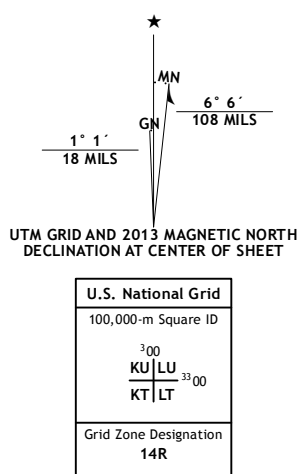 ★
MN
GN
6° 6´
108 MILS
1° 1´
18 MILS
UTM GRID AND 2013 MAGNETIC NORTH
DECLINATION AT CENTER OF SHEET
U.S. National Grid
100,000-m Square ID
³00
KU LU
³³00
KT LT
Grid Zone Designation
14R